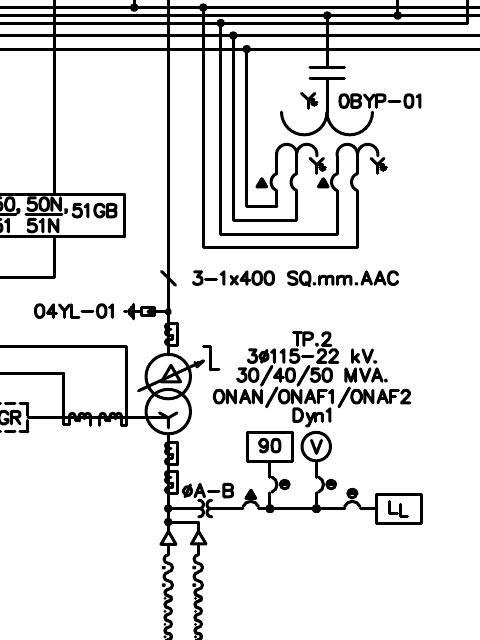 0BYP-01
50, 50N, 51GB
51 51N
3-1x400 SQ.mm.AAC
04YL-01
TP.2
3ø115-22 kV.
30/40/50 MVA.
ONAN/ONAF1/ONAF2
Dyn1
GR
90
V
øA-B
LL